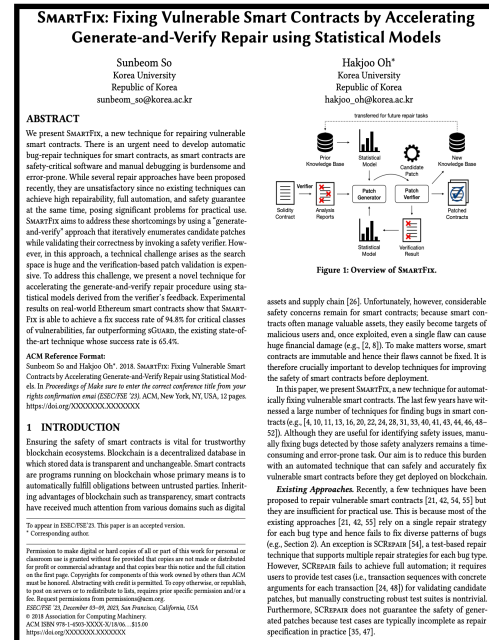 SMARTFIX: Fixing Vulnerable Smart Contracts by Accelerating
Generate-and-Verify Repair using Statistical Models
Sunbeom So
Korea University
Republic of Korea
sunbeom_so@korea.ac.kr
Hakjoo Oh*
Korea University
Republic of Korea
hakjoo_oh@korea.ac.kr
ABSTRACT
We present SMARTFIX, a new technique for repairing vulnerable
smart contracts. There is an urgent need to develop automatic
bug-repair techniques for smart contracts, as smart contracts are
safety-critical software and manual debugging is burdensome and
error-prone. While several repair approaches have been proposed
recently, they are unsatisfactory since no existing techniques can
achieve high repairability, full automation, and safety guarantee
at the same time, posing significant problems for practical use.
SMARTFIX aims to address these shortcomings by using a "generate-
and-verify" approach that iteratively enumerates candidate patches
while validating their correctness by invoking a safety verifier. How-
ever, in this approach, a technical challenge arises as the search
space is huge and the verification-based patch validation is expen-
sive. To address this challenge, we present a novel technique for
accelerating the generate-and-verify repair procedure using sta-
tistical models derived from the verifier's feedback. Experimental
results on real-world Ethereum smart contracts show that SMART-
FIX is able to achieve a fix success rate of 94.8% for critical classes
of vulnerabilities, far outperforming sGUARD, the existing state-of-
the-art technique whose success rate is 65.4%.
ACM Reference Format:
Sunbeom So and Hakjoo Oh*. 2018. SMARTFIX: Fixing Vulnerable Smart
Contracts by Accelerating Generate-and-Verify Repair using Statistical Mod-
els. In Proceedings of Make sure to enter the correct conference title from your
rights confirmation emai (ESEC/FSE '23). ACM, New York, NY, USA, 12 pages.
https://doi.org/XXXXXXX.XXXXXXX
1 INTRODUCTION
Ensuring the safety of smart contracts is vital for trustworthy
blockchain ecosystems. Blockchain is a decentralized database in
which stored data is transparent and unchangeable. Smart contracts
are programs running on blockchain whose primary means is to
automatically fulfill obligations between untrusted parties. Inherit-
ing advantages of blockchain such as transparency, smart contracts
have received much attention from various domains such as digital
To appear in ESEC/FSE'23. This paper is an accepted version.
* Corresponding author.
Permission to make digital or hard copies of all or part of this work for personal or
classroom use is granted without fee provided that copies are not made or distributed
for profit or commercial advantage and that copies bear this notice and the full citation
on the first page. Copyrights for components of this work owned by others than ACM
must be honored. Abstracting with credit is permitted. To copy otherwise, or republish,
to post on servers or to redistribute to lists, requires prior specific permission and/or a
fee. Request permissions from permissions@acm.org.
ESEC/FSE '23, December 03–09, 2023, San Francisco, California, USA
© 2018 Association for Computing Machinery.
ACM ISBN 978-1-4503-XXXX-X/18/06...$15.00
https://doi.org/XXXXXXX.XXXXXXX
transferred for future repair tasks
Prior
Knowledge Base
Statistical
Model
Candidate
Patch
New
Knowledge Base
Verifier
Patch
Generator
Patch
Verifier
Solidity
Contract
Analysis
Reports
Patched
Contracts
Statistical
Model
Verification
Result
Figure 1: Overview of SMARTFIX.
assets and supply chain [26]. Unfortunately, however, considerable
safety concerns remain for smart contracts; because smart con-
tracts often manage valuable assets, they easily become targets of
malicious users and, once exploited, even a single flaw can cause
huge financial damage (e.g., [2, 8]). To make matters worse, smart
contracts are immutable and hence their flaws cannot be fixed. It is
therefore crucially important to develop techniques for improving
the safety of smart contracts before deployment.
In this paper, we present SMARTFIX, a new technique for automat-
ically fixing vulnerable smart contracts. The last few years have wit-
nessed a large number of techniques for finding bugs in smart con-
tracts (e.g., [4, 10, 11, 13, 16, 20, 22, 24, 28, 31, 33, 40, 41, 43, 44, 46, 48–
52]). Although they are useful for identifying safety issues, manu-
ally fixing bugs detected by those safety analyzers remains a time-
consuming and error-prone task. Our aim is to reduce this burden
with an automated technique that can safely and accurately fix
vulnerable smart contracts before they get deployed on blockchain.
Existing Approaches. Recently, a few techniques have been
proposed to repair vulnerable smart contracts [21, 42, 54, 55] but
they are insufficient for practical use. This is because most of the
existing approaches [21, 42, 55] rely on a single repair strategy
for each bug type and hence fails to fix diverse patterns of bugs
(e.g., Section 2). An exception is SCREPAIR [54], a test-based repair
technique that supports multiple repair strategies for each bug type.
However, SCREPAIR fails to achieve full automation; it requires
users to provide test cases (i.e., transaction sequences with concrete
arguments for each transaction [24, 48]) for validating candidate
patches, but manually constructing robust test suites is nontrivial.
Furthermore, SCREPAIR does not guarantee the safety of gener-
ated patches because test cases are typically incomplete as repair
specification in practice [35, 47].